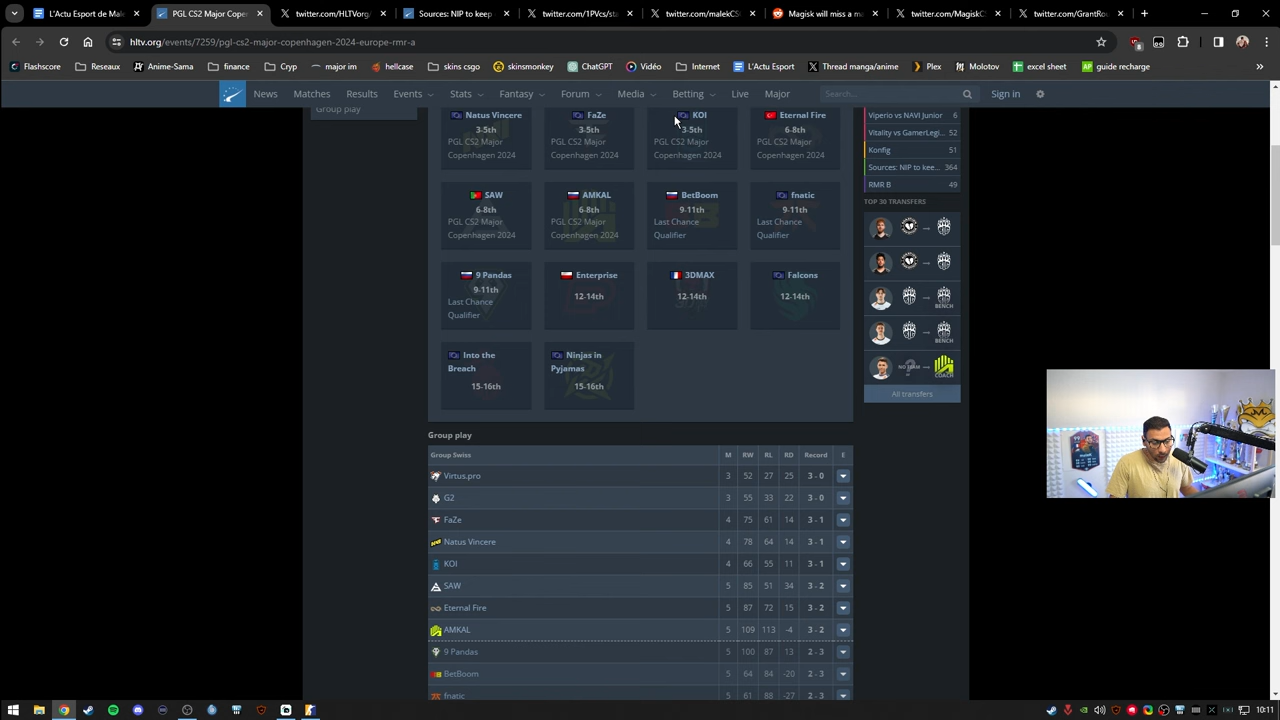 L'Actu Esport de Malek
PGL CS2 Major Copen
twitter.com/HLTVorg/
Sources: NIP to keep
twitter.com/1PVcs/sta
twitter.com/malekCS
Magisk will miss a m
twitter.com/MagiskC
twitter.com/GrantRou
hltv.org/events/7259/pgl-cs2-major-copenhagen-2024-europe-rmr-a
Flashscore
Reseaux
Anime-Sama
finance
Cryp
major im
hellcase
skins csgo
skinsmonkey
ChatGPT
Vidéo
Internet
L'Actu Esport
Thread manga/anime
Plex
Molotov
excel sheet
guide recharge
News
Matches
Results
Events
Stats
Fantasy
Forum
Media
Betting
Live
Major
Search...
Sign in
Group play
Natus Vincere
3-5th
PGL CS2 Major
Copenhagen 2024
FaZe
3-5th
PGL CS2 Major
Copenhagen 2024
KOI
3-5th
PGL CS2 Major
Copenhagen 2024
Eternal Fire
6-8th
PGL CS2 Major
Copenhagen 2024
SAW
6-8th
PGL CS2 Major
Copenhagen 2024
AMKAL
6-8th
PGL CS2 Major
Copenhagen 2024
BetBoom
9-11th
Last Chance
Qualifier
fnatic
9-11th
Last Chance
Qualifier
9 Pandas
9-11th
Last Chance
Qualifier
Enterprise
12-14th
3DMAX
12-14th
Falcons
12-14th
Into the
Breach
15-16th
Ninjas in
Pyjamas
15-16th
Viperio vs NAVI Junior 6
Vitality vs GamerLegi... 52
Konfig 51
Sources: NIP to kee... 364
RMR B 49
TOP 30 TRANSFERS
BENCH
BENCH
NO TEAM
COACH
All transfers
Group play
Group Swiss M RW RL RD Record E
Virtus.pro 3 52 27 25 3 - 0
G2 3 55 33 22 3 - 0
FaZe 4 75 61 14 3 - 1
Natus Vincere 4 78 64 14 3 - 1
KOI 4 66 55 11 3 - 1
SAW 5 85 51 34 3 - 2
Eternal Fire 5 87 72 15 3 - 2
AMKAL 5 109 113 -4 3 - 2
9 Pandas 5 100 87 13 2 - 3
BetBoom 5 64 84 -20 2 - 3
fnatic 5 61 88 -27 2 - 3
10:11